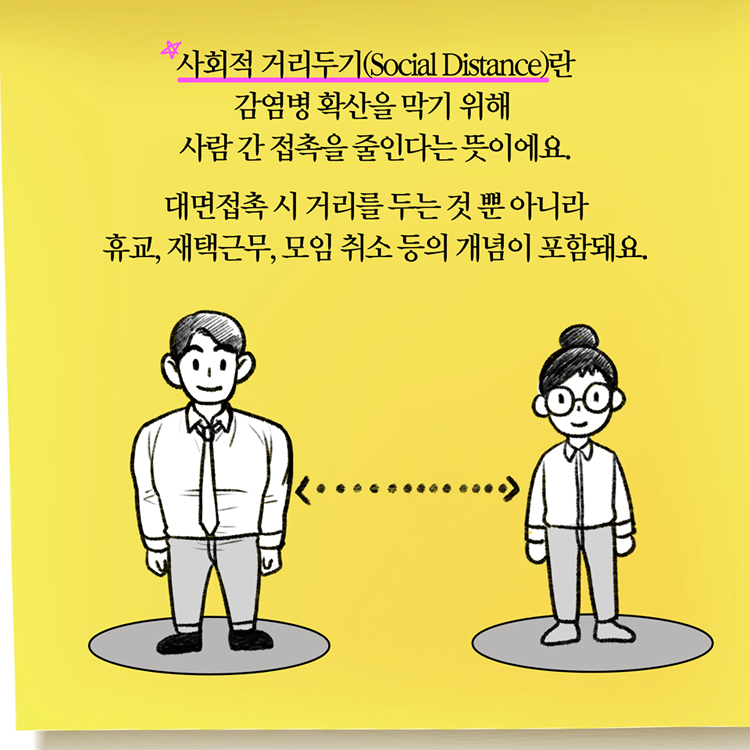 사회적 거리두기(Social Distance)란
감염병 확산을 막기 위해
사람 간 접촉을 줄인다는 뜻이에요.
대면접촉 시 거리를 두는 것 뿐 아니라
휴교, 재택근무, 모임 취소 등의 개념이 포함돼요.